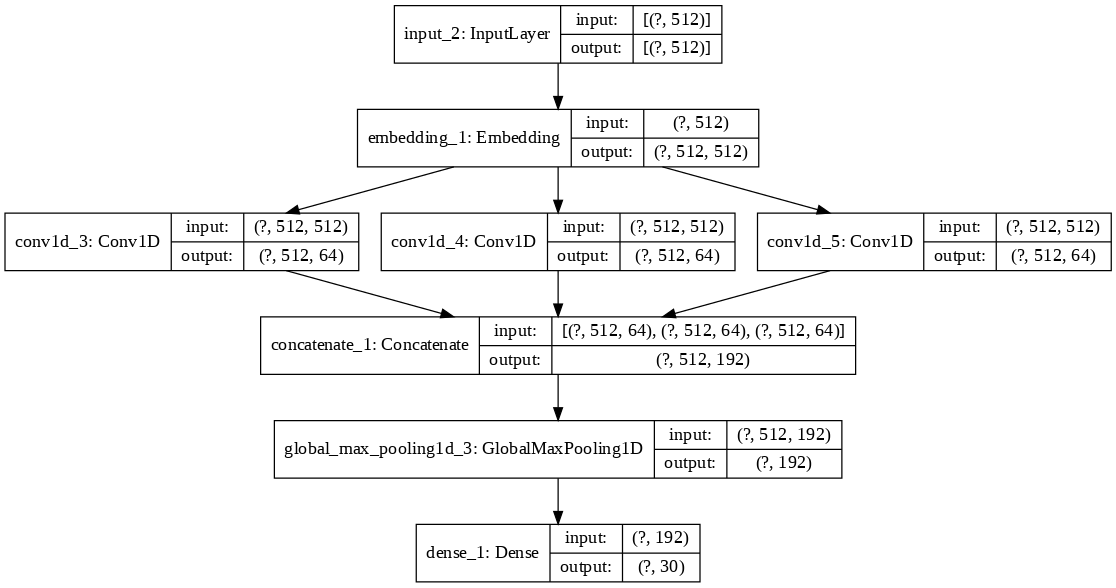 input_2: InputLayer
input: [(?, 512)]
output: [(?, 512)]
embedding_1: Embedding
input: (?, 512)
output: (?, 512, 512)
conv1d_3: Conv1D
input: (?, 512, 512)
output: (?, 512, 64)
conv1d_4: Conv1D
input: (?, 512, 512)
output: (?, 512, 64)
conv1d_5: Conv1D
input: (?, 512, 512)
output: (?, 512, 64)
concatenate_1: Concatenate
input: [(?, 512, 64), (?, 512, 64), (?, 512, 64)]
output: (?, 512, 192)
global_max_pooling1d_3: GlobalMaxPooling1D
input: (?, 512, 192)
output: (?, 192)
dense_1: Dense
input: (?, 192)
output: (?, 30)